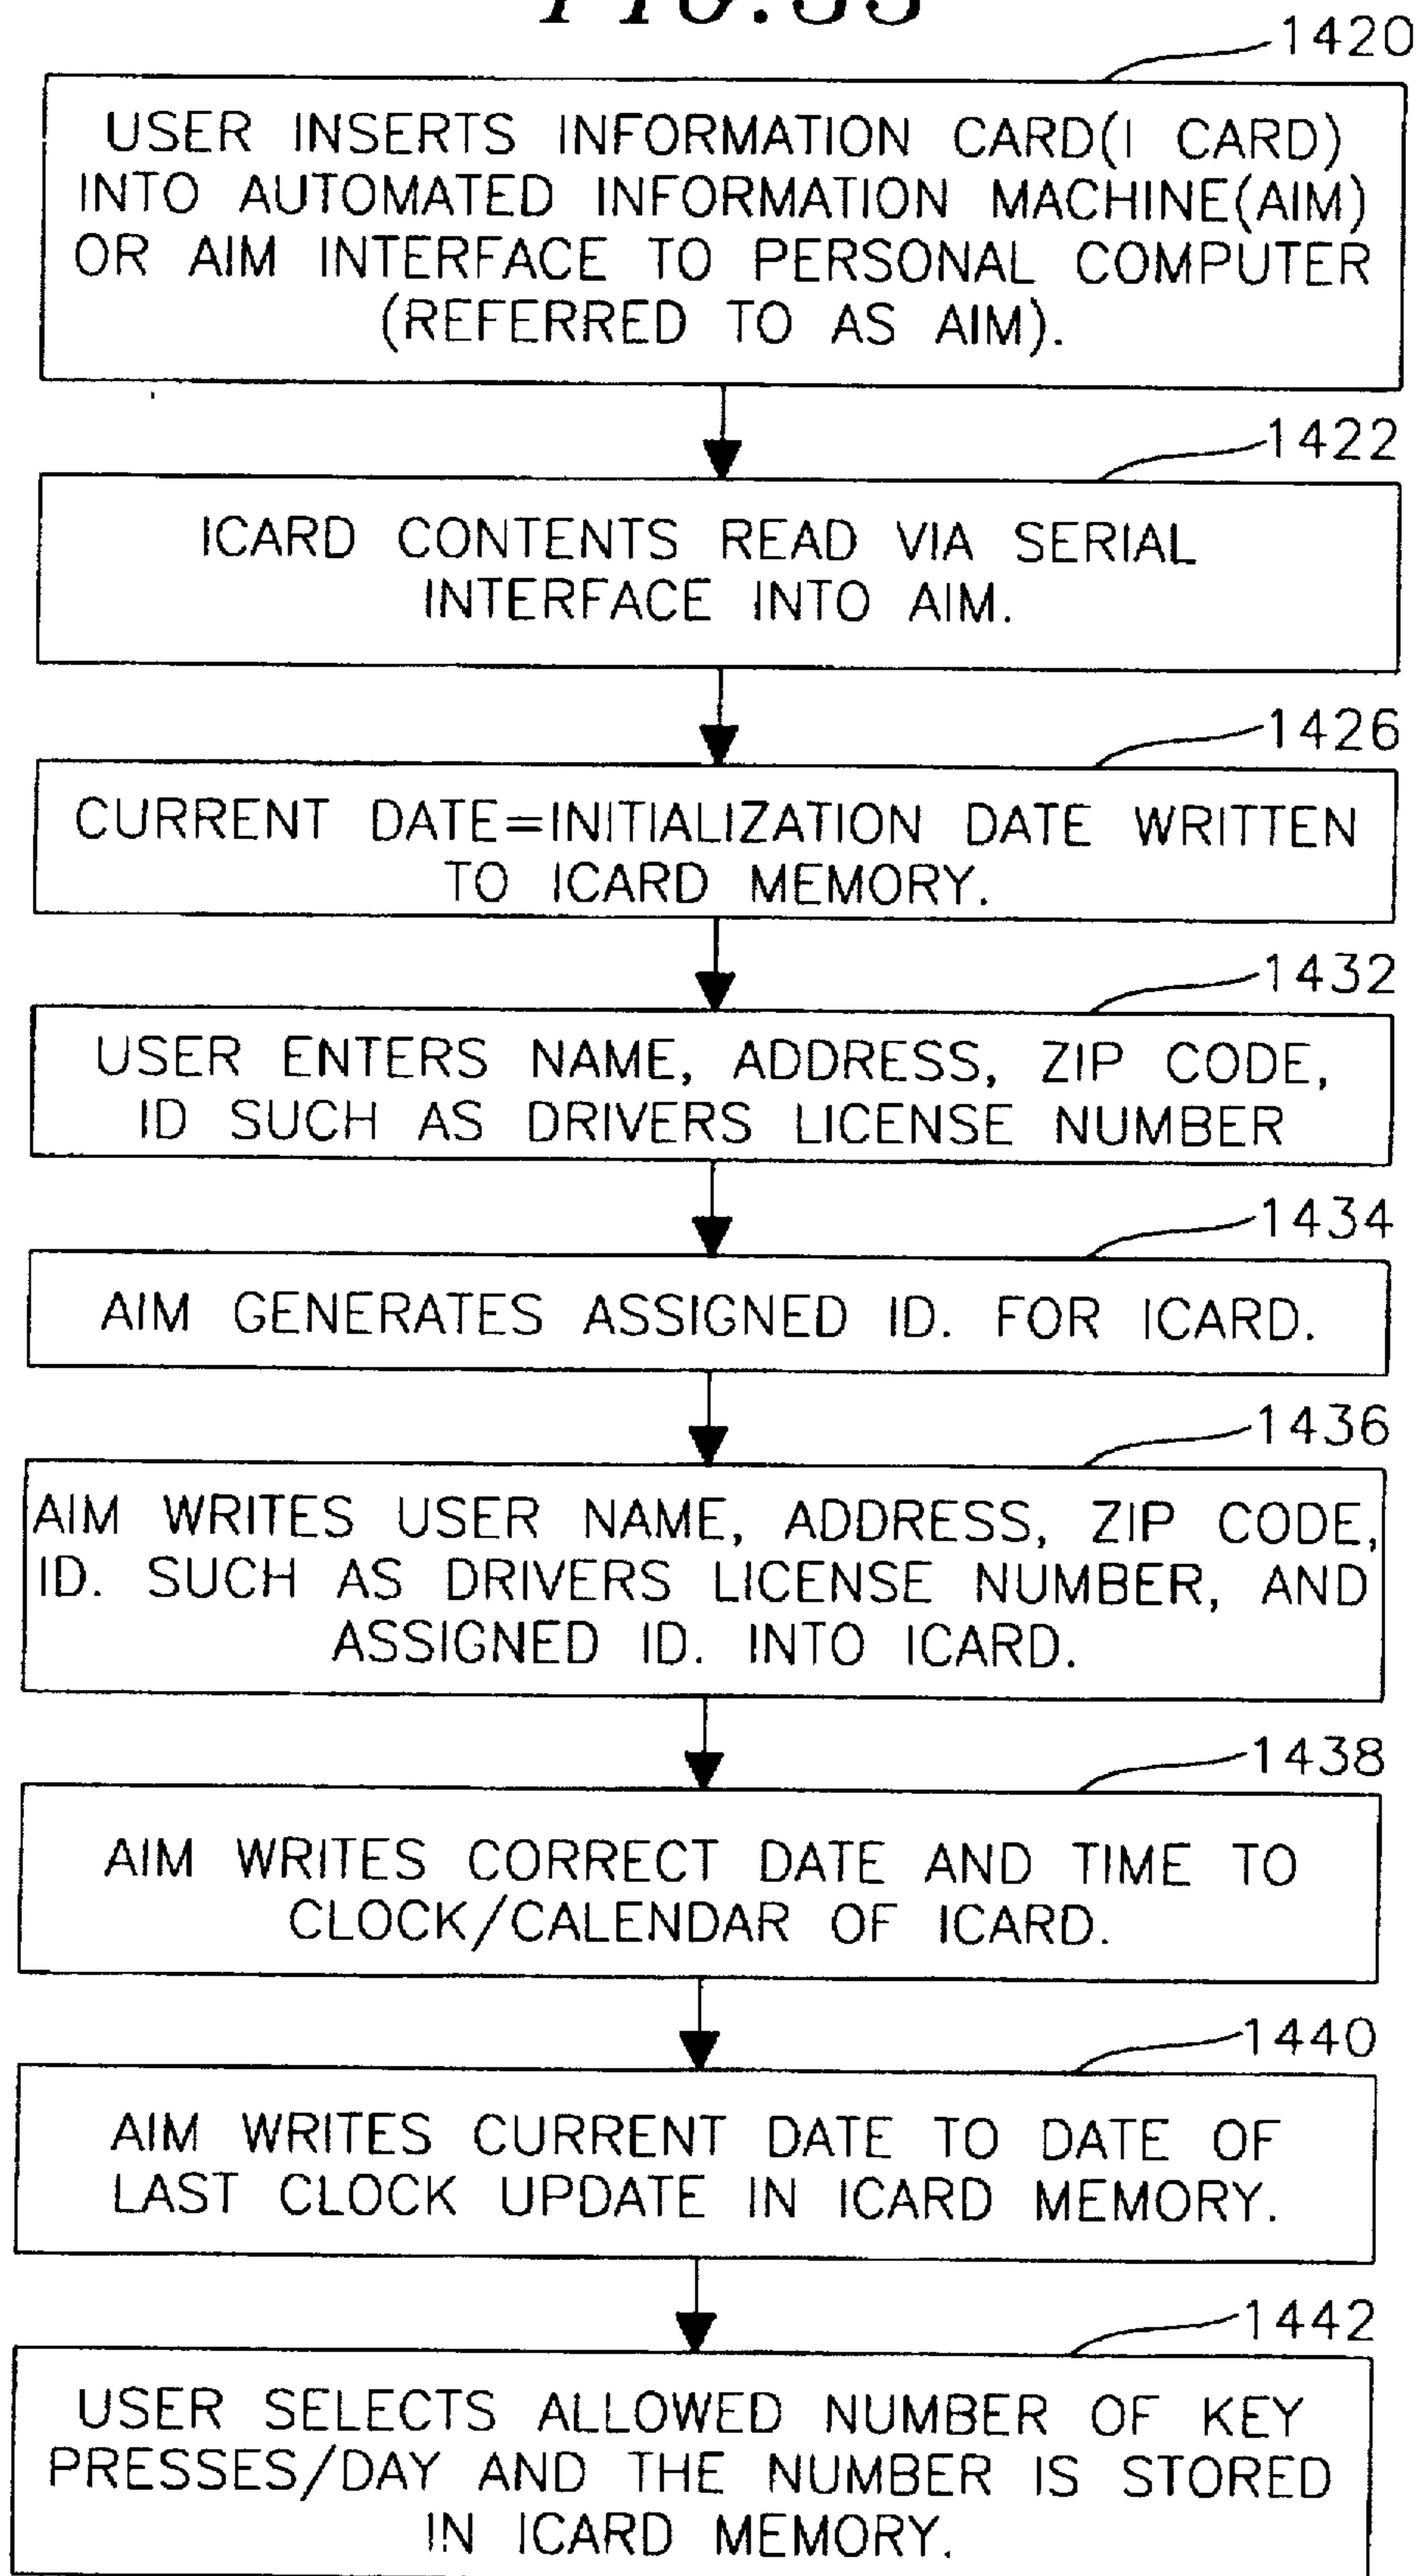 FIG.
1420
USER INSERTS INFORMATION CARD(I CARD)
INTO AUTOMATED INFORMATION MACHINE(AIM)
OR AIM INTERFACE TO PERSONAL COMPUTER
(REFERRED TO AS AIM).
1422
ICARD CONTENTS READ VIA SERIAL
INTERFACE INTO AIM.
1426
CURRENT DATE=INITIALIZATION DATE WRITTEN
TO ICARD MEMORY.
1432
USER ENTERS NAME, ADDRESS, ZIP CODE,
ID SUCH AS DRIVERS LICENSE NUMBER
1434
AIM GENERATES ASSIGNED ID. FOR ICARD.
1436
AIM WRITES USER NAME, ADDRESS, ZIP CODE,
ID. SUCH AS DRIVERS LICENSE NUMBER, AND
ASSIGNED ID. INTO ICARD.
1438
AIM WRITES CORRECT DATE AND TIME TO
CLOCK/CALENDAR OF ICARD.
1440
AIM WRITES CURRENT DATE TO DATE OF
LAST CLOCK UPDATE IN ICARD MEMORY.
1442
USER SELECTS ALLOWED NUMBER OF KEY
PRESSES/DAY AND THE NUMBER IS STORED
IN ICARD MEMORY.